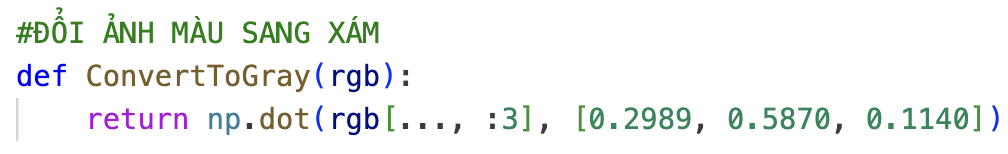 #ĐỔI ẢNH MÀU SANG XÁM
def ConvertToGray(rgb):
    return np.dot(rgb[..., :3], [0.2989, 0.5870, 0.1140])